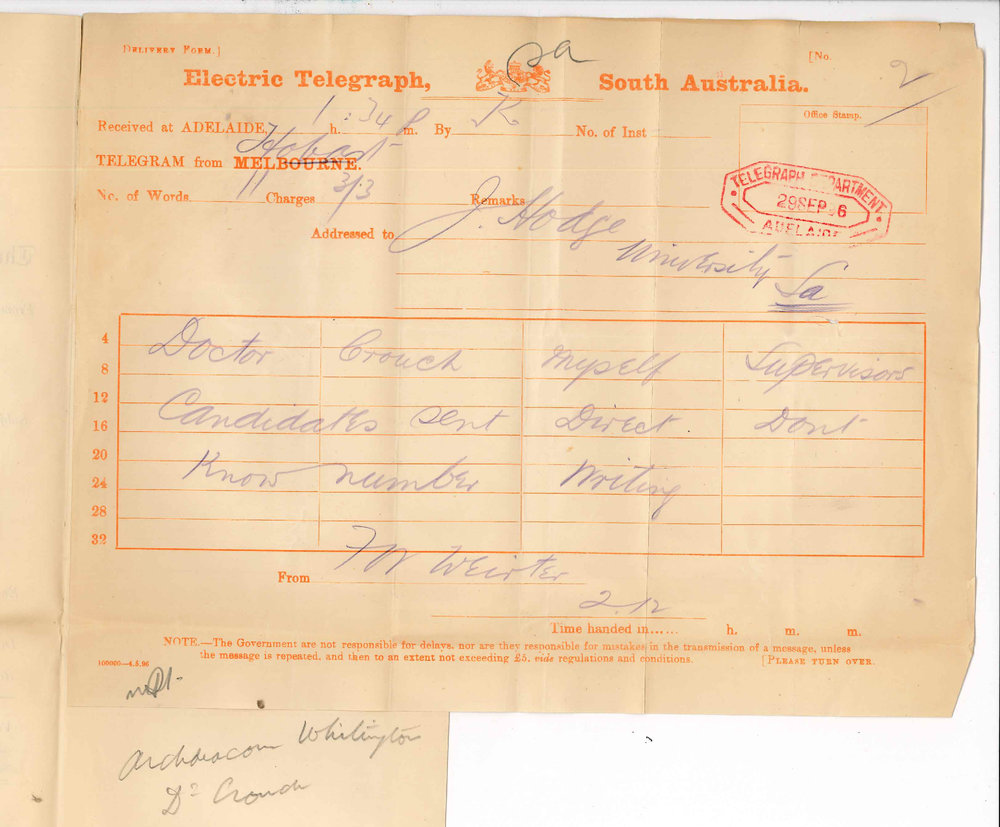 [DELIVERY FORM.]
[No. 2
Sa
Electric Telegraph, South Australia.
Office Stamp.
Received at ADELAIDE, 1 h. 34 P m. By K No. of Inst
TELEGRAM from MELBOURNE. Hobart
No. of Words, 11 Charges 3/3 Remarks
TELEGRAPH DEPARTMENT
29 SEP 96
ADELAIDE
Addressed to J. Hodge
University
Sa
4
8 Doctor Crouch myself Supervisors
12
16 Candidates sent Direct Dont
20
24 Know number Writing
28
32
From
2.12
Time handed in...... h. m. m.
NOTE.—The Government are not responsible for delays, nor are they responsible for mistakes in the transmission of a message, unless
the message is repeated, and then to an extent not exceeding £5, vide regulations and conditions. [PLEASE TURN OVER.
100000—4.5.96
Archdeacon Whitington
Dr Crouch